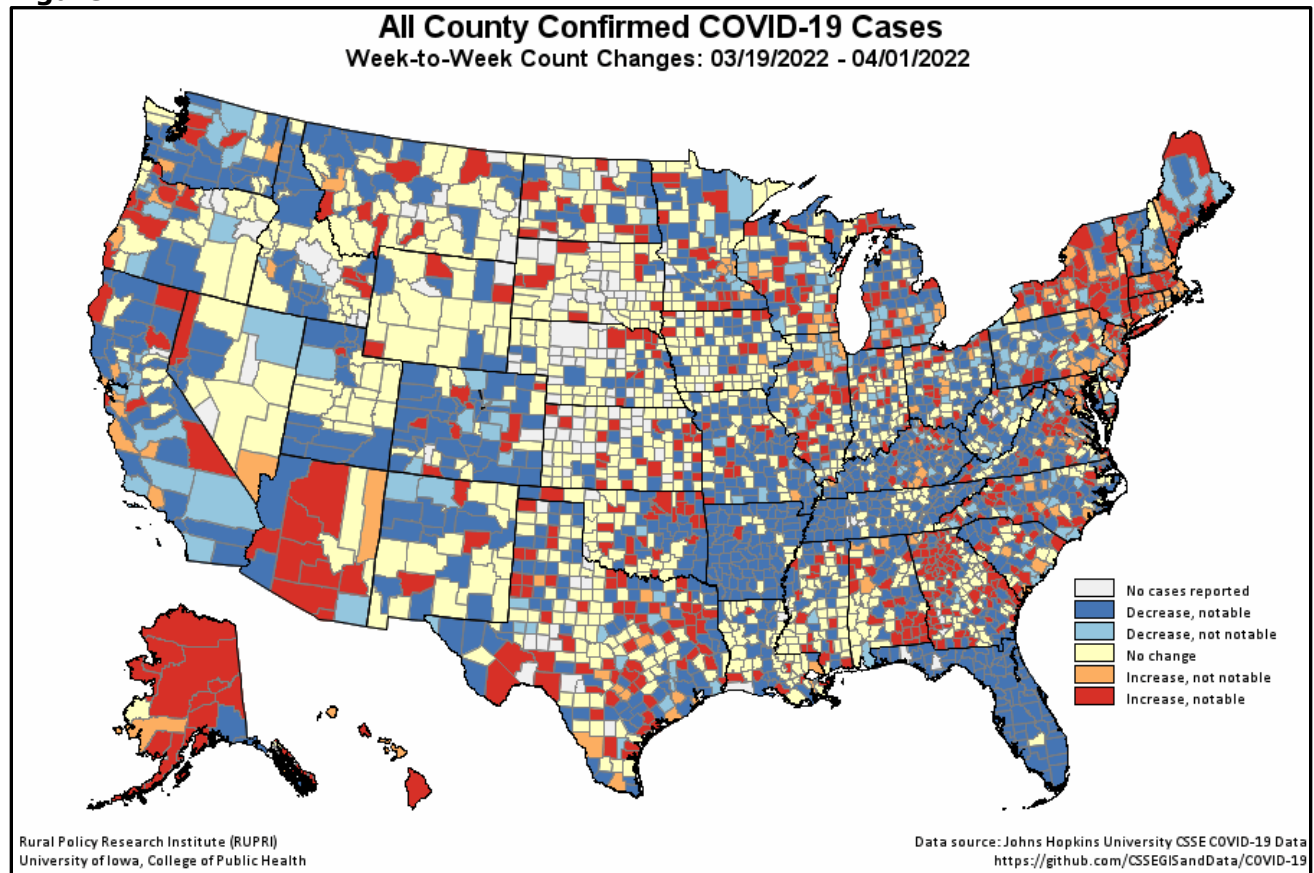 All County Confirmed COVID-19 Cases
Week-to-Week Count Changes: 03/19/2022 - 04/01/2022
No cases reported
Decrease, notable
Decrease, not notable
No change
Increase, not notable
Increase, notable
Rural Policy Research Institute (RUPRI)
University of Iowa, College of Public Health
Data source: Johns Hopkins University CSSE COVID-19 Data
https://github.com/CSSEGISandData/COVID-19